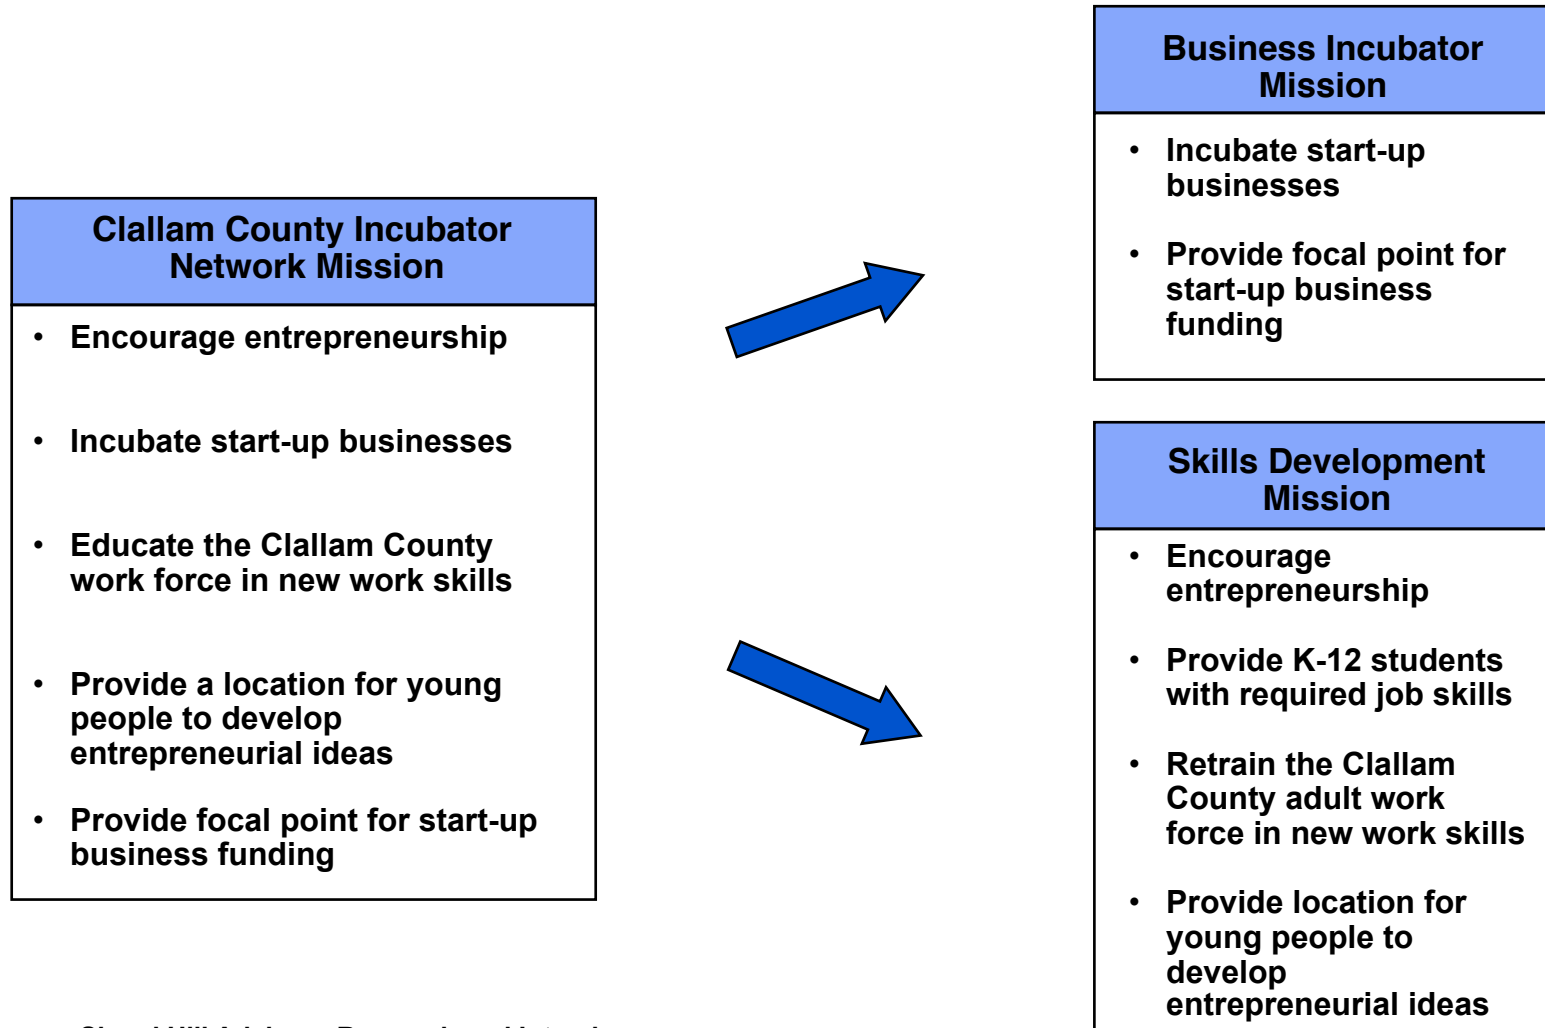 Business Incubator
Mission
• Incubate start-up
businesses
• Provide focal point for
start-up business
funding
Clallam County Incubator
Network Mission
• Encourage entrepreneurship
• Incubate start-up businesses
• Educate the Clallam County
work force in new work skills
• Provide a location for young
people to develop
entrepreneurial ideas
• Provide focal point for start-up
business funding
Skills Development
Mission
• Encourage
entrepreneurship
• Provide K-12 students
with required job skills
• Retrain the Clallam
County adult work
force in new work skills
• Provide location for
young people to
develop
entrepreneurial ideas